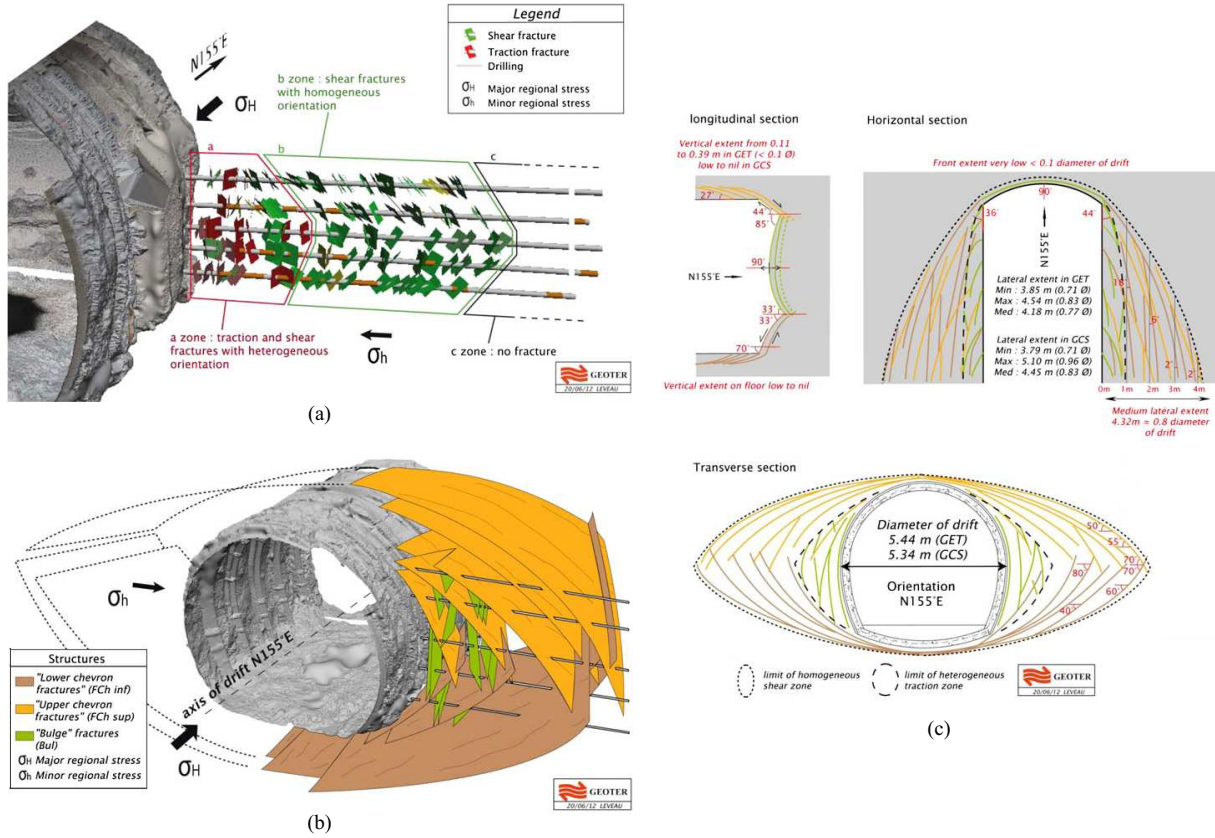 Legend
Shear fracture
Traction fracture
Drilling
σH Major regional stress
σh Minor regional stress
N155°E
σH
b zone : shear fractures
with homogeneous
orientation
a
b
c
a zone : traction and shear
fractures with heterogeneous
orientation
σh
c zone : no fracture
GEOTER
20/06/12 LEVEAU
(a)
σh
axis of drift N155°E
σH
Structures
"Lower chevron
fractures" (FCh inf)
"Upper chevron
fractures" (FCh sup)
"Bulge" fractures
(Bul)
σH Major regional stress
σh Minor regional stress
GEOTER
20/06/12 LEVEAU
(b)
longitudinal section
Vertical extent from 0.11
to 0.39 m in GET (< 0.1 Ø)
low to nil in GCS
27°
44°
85°
N155°E
90°
33°
33°
70°
Vertical extent on floor low to nil
Horizontal section
Front extent very low < 0.1 diameter of drift
90°
36°
44°
N155°E
Lateral extent in GET
Min : 3.85 m (0.71 Ø)
Max : 4.54 m (0.83 Ø)
Med : 4.18 m (0.77 Ø)
Lateral extent in GCS
Min : 3.79 m (0.71 Ø)
Max : 5.10 m (0.96 Ø)
Med : 4.45 m (0.83 Ø)
18°
2°
2°
0m 1m 2m 3m 4m
Medium latéral extent
4.32m = 0.8 diameter
of drift
Transverse section
Diameter of drift
5.44 m (GET)
5.34 m (GCS)
Orientation
N155°E
50°
55°
70°
70°
80°
60°
40°
limit of homogeneous
shear zone
limit of heterogeneous
traction zone
GEOTER
20/06/12 LEVEAU
(c)